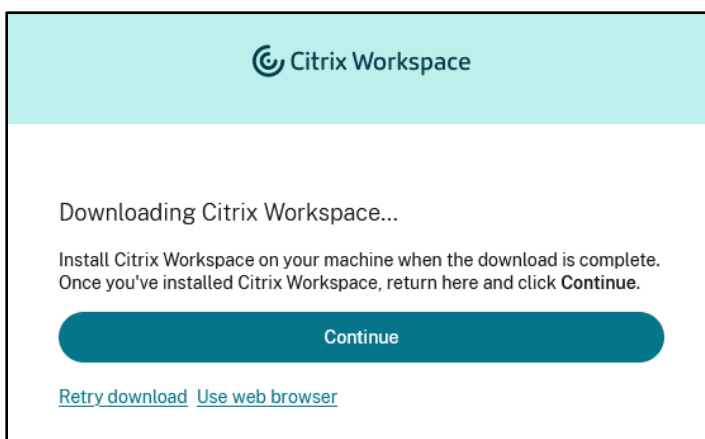 Citrix Workspace
Downloading Citrix Workspace...
Install Citrix Workspace on your machine when the download is complete.
Once you've installed Citrix Workspace, return here and click Continue.
Continue
Retry download Use web browser